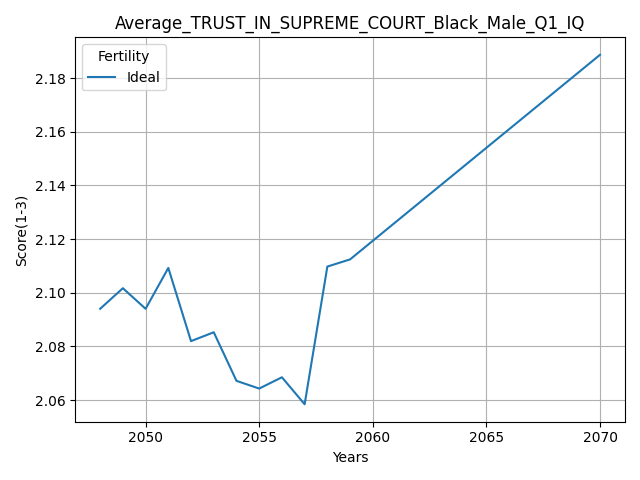 Average_TRUST_IN_SUPREME_COURT_Black_Male_Q1_IQ
Fertility
Ideal
Score(1-3)
2.18
2.16
2.14
2.12
2.10
2.08
2.06
2050
2055
2060
2065
2070
Years